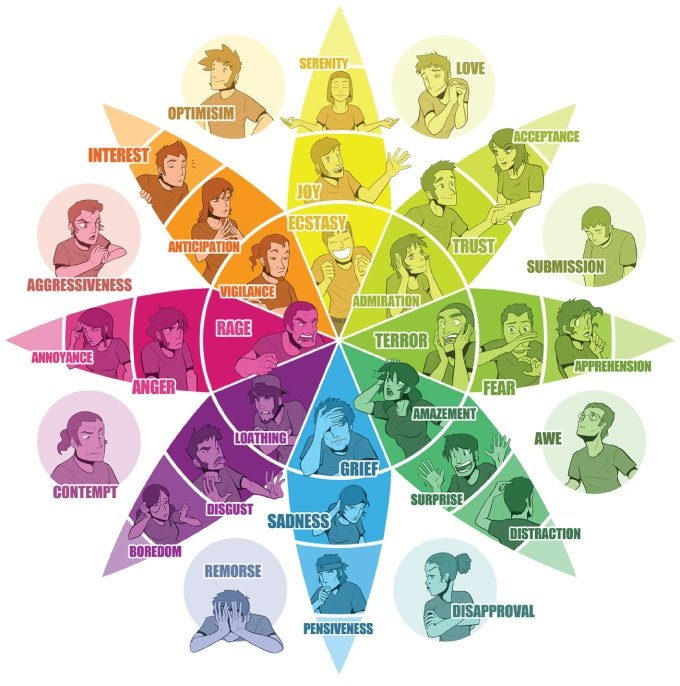 SERENITY
LOVE
OPTIMISIM
ACCEPTANCE
INTEREST
JOY
ECSTASY
TRUST
ANTICIPATION
SUBMISSION
AGGRESSIVENESS
VIGILANCE
ADMIRATION
RAGE
TERROR
ANNOYANCE
ANGER
FEAR
APPREHENSION
AMAZEMENT
LOATHING
AWE
GRIEF
CONTEMPT
SURPRISE
DISGUST
SADNESS
DISTRACTION
BOREDOM
REMORSE
DISAPPROVAL
PENSIVENESS